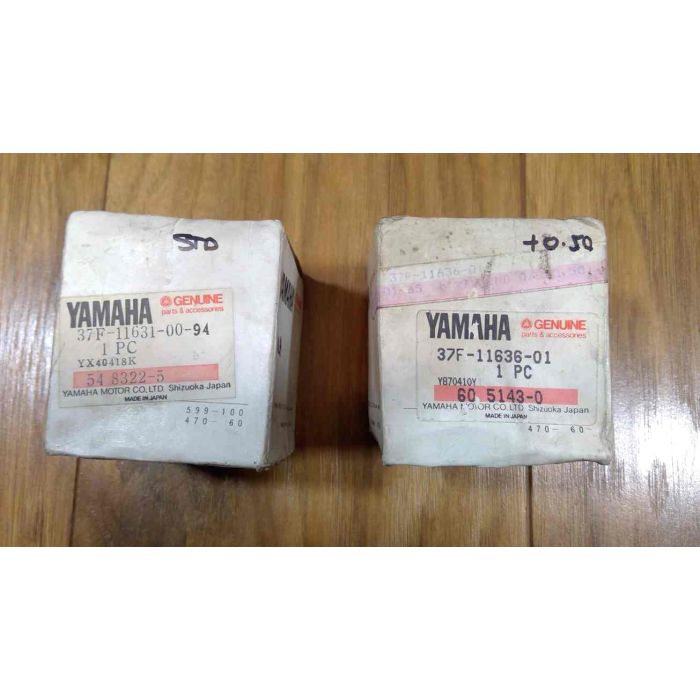 STD
YAMAHA
GENUINE
parts & accessories
37F-11631-00-94
1 PC
YX40418K
54 8322-5
YAMAHA MOTOR CO., LTD. Shizuoka Japan
MADE IN JAPAN
599-100
470-60
+0.50
37F-11636-0
YAMAHA
GENUINE
parts & accessories
37F-11636-01
1 PC
YB70410Y
60 5143-0
YAMAHA MOTOR CO., LTD. Shizuoka Japan
MADE IN JAPAN
470-60